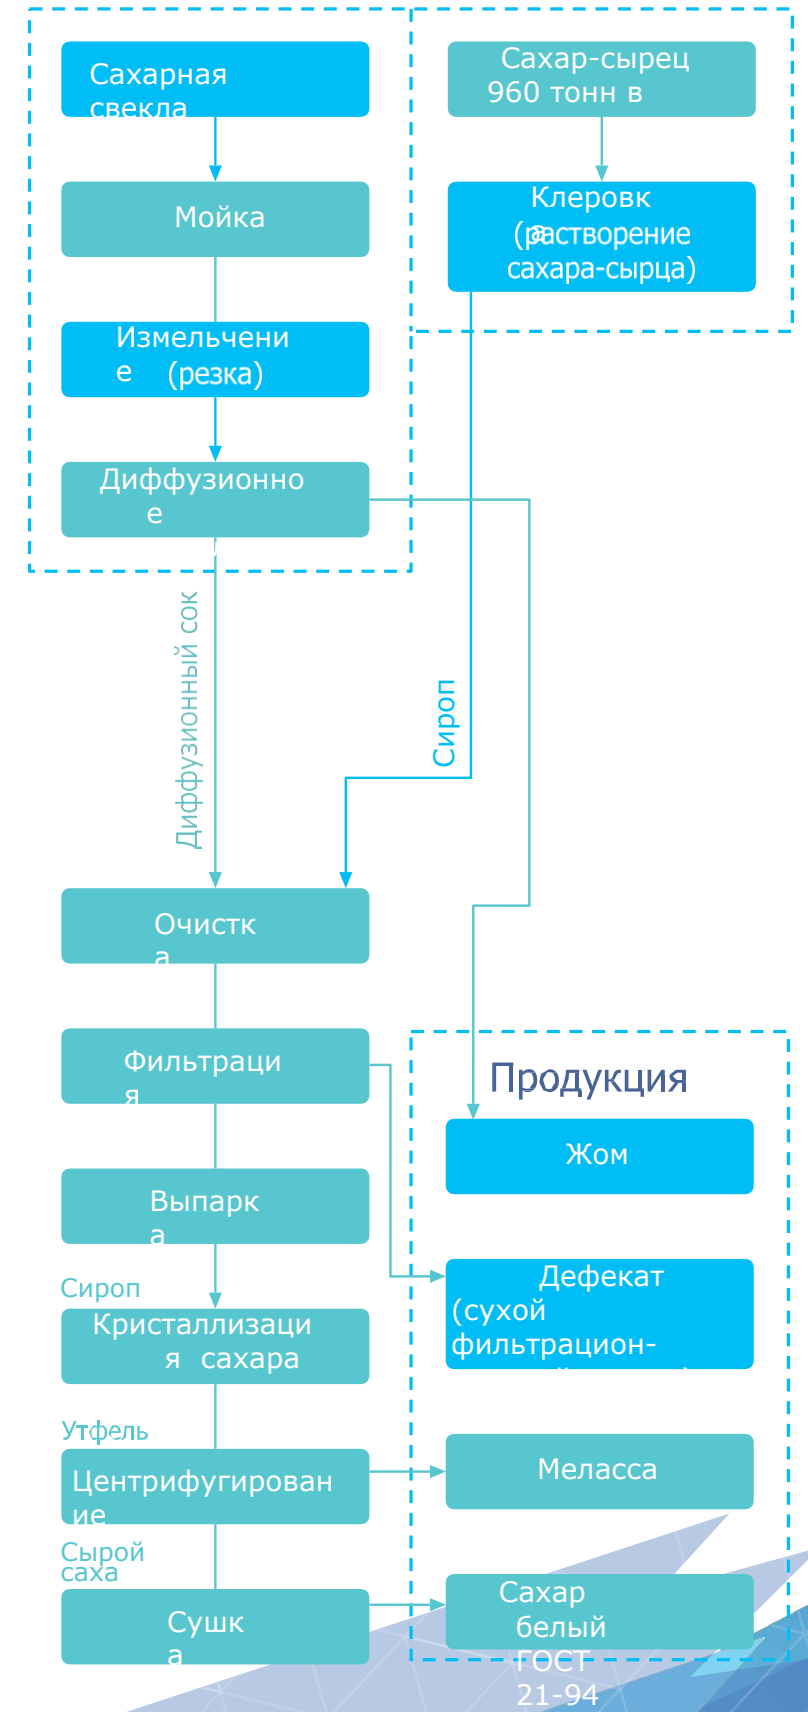 Сахарная
свекла
Мойка
Измельчени
е (резка)
Диффузионно
е
Сахар-сырец
960 тонн в
Клеровк
а
(растворение
сахара-сырца)
Диффузионный сок
Сироп
Очистк
а
Фильтраци
я
Выпарк
а
Сироп
Кристаллизаци
я сахара
Утфель
Центрифугирован
ие
Сырой
саха
Сушк
а
Продукция
Жом
Дефекат
(сухой
фильтрацион-
Меласса
Сахар
белый
ГОСТ
21-94